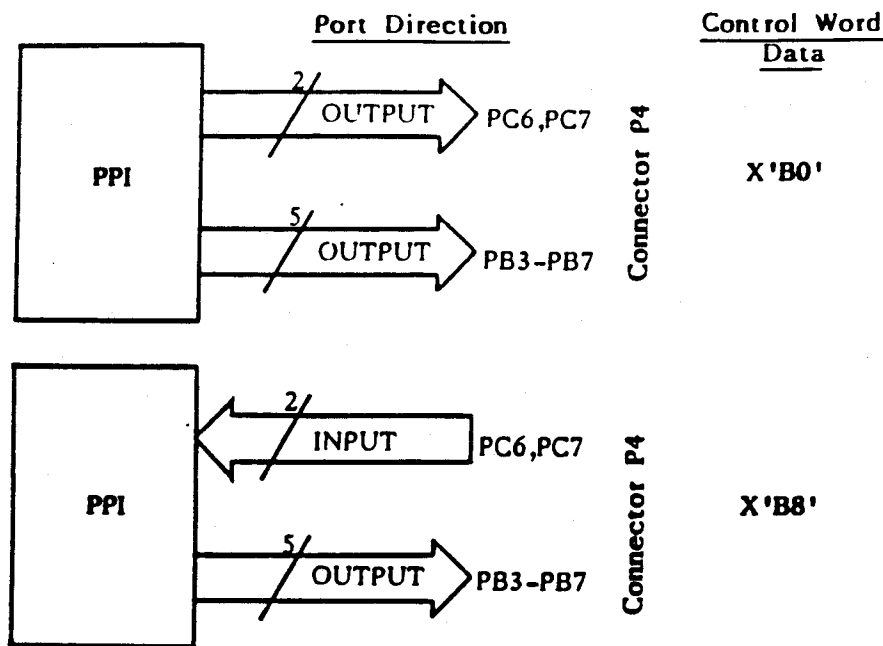 Port Direction
Control Word
Data
PPI
2
OUTPUT
PC6,PC7
5
OUTPUT
PB3-PB7
Connector P4
X'B0'
PPI
2
INPUT
PC6,PC7
5
OUTPUT
PB3-PB7
Connector P4
X'B8'